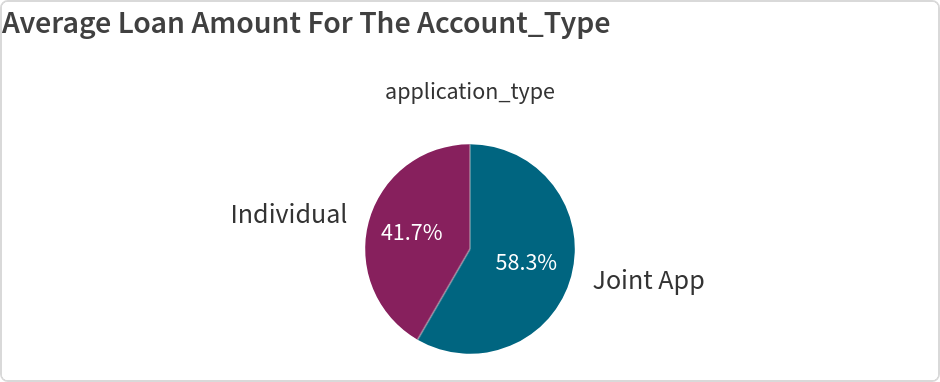 Average Loan Amount For The Account_Type
application_type
Individual
41.7%
58.3%
Joint App